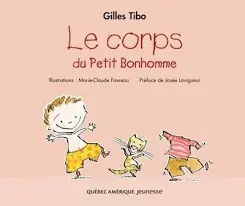 Gilles Tibo
Le corps
du Petit Bonhomme
Illustrations : Marie-Claude Favreau Préface de Josée Lavigueur
QUÉBEC AMÉRIQUE jeunesse